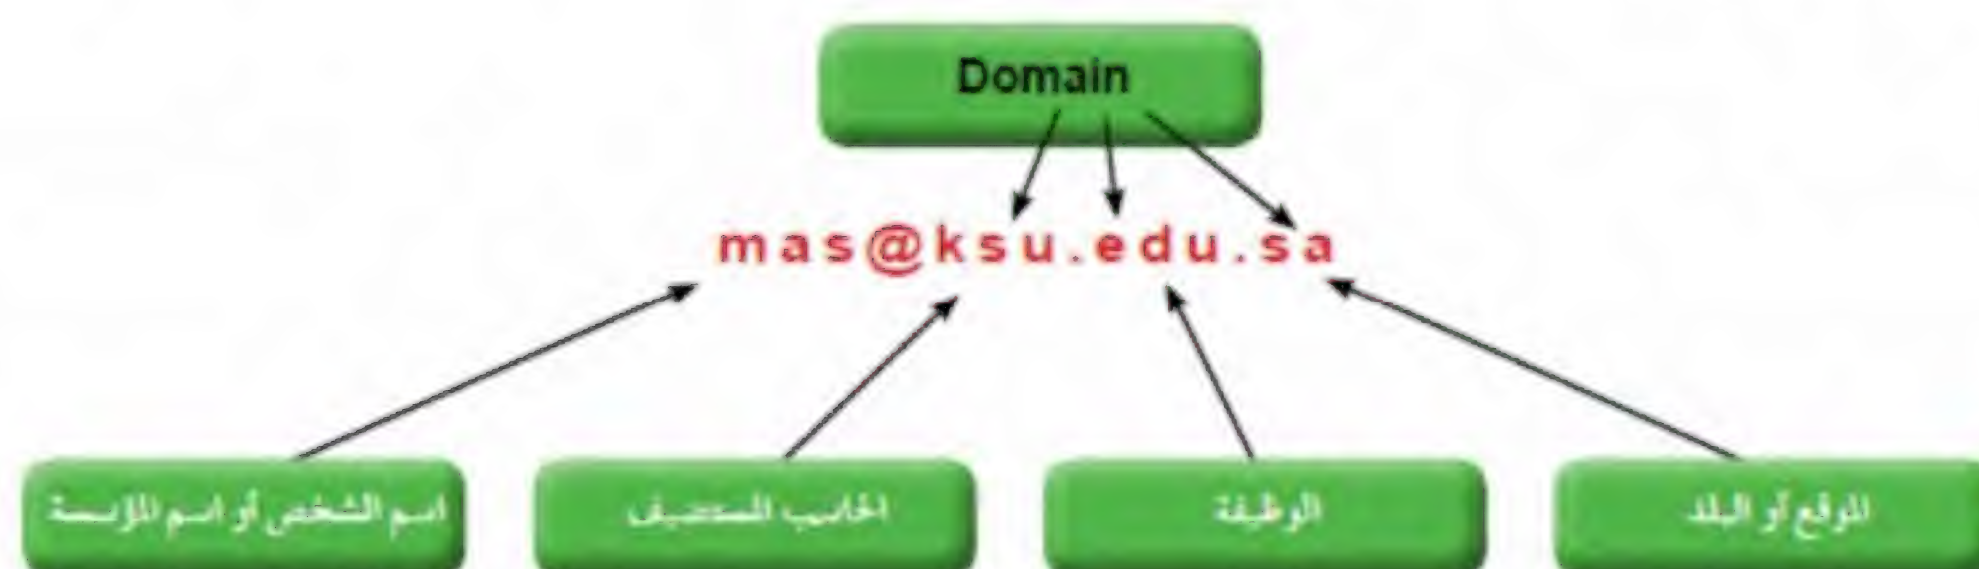 Domain
mas@ksu.edu.sa
اسم الشخص أو اسم المؤسسة
الحاسب المستضيف
الوظيفة
الموقع أو البلد